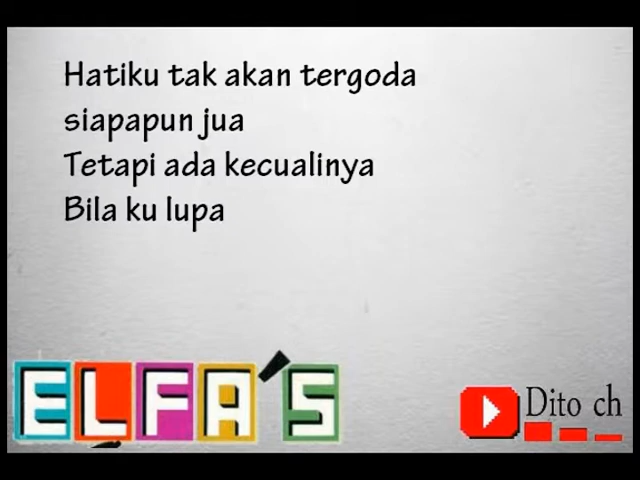 Hatiku tak akan tergoda
siapapun jua
Tetapi ada kecualinya
Bila ku lupa
ELFA'S
Dito ch